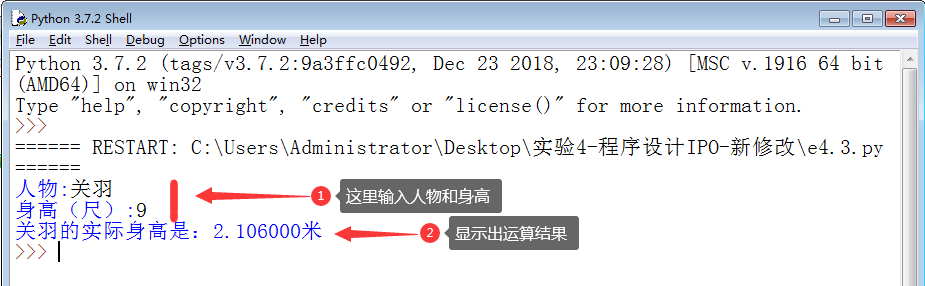 Python 3.7.2 Shell
File Edit Shell Debug Options Window Help
Python 3.7.2 (tags/v3.7.2:9a3ffc0492, Dec 23 2018, 23:09:28) [MSC v.1916 64 bit
(AMD64)] on win32
Type "help", "copyright", "credits" or "license()" for more information.
>>>
====== RESTART: C:\Users\Administrator\Desktop\实验4-程序设计IPO-新修改\e4.3.py
======
人物:关羽
1 这里输入人物和身高
身高（尺）:9
关羽的实际身高是：2.106000米
2 显示出运算结果
>>>